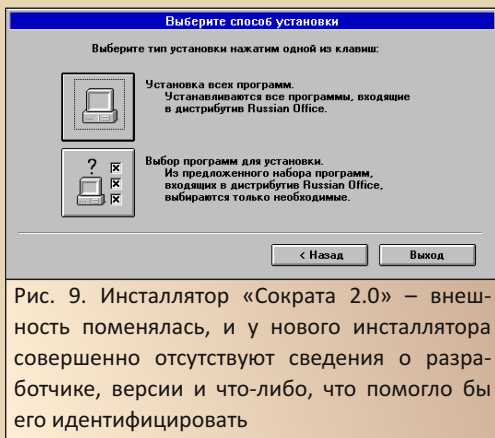 Выберите способ установки
Выберите тип установки нажатим одной из клавиш:
Установка всех программ.
Устанавливаются все программы, входящие
в дистрибутив Russian Office.
?
Выбор программ для установки.
Из предложенного набора программ,
входящих в дистрибутив Russian Office,
выбираются только необходимые.
< Назад
Выход
Рис. 9. Инсталлятор «Сократа 2.0» – внеш-
ность поменялась, и у нового инсталлятора
совершенно отсутствуют сведения о разра-
ботчике, версии и что-либо, что помогло бы
его идентифицировать